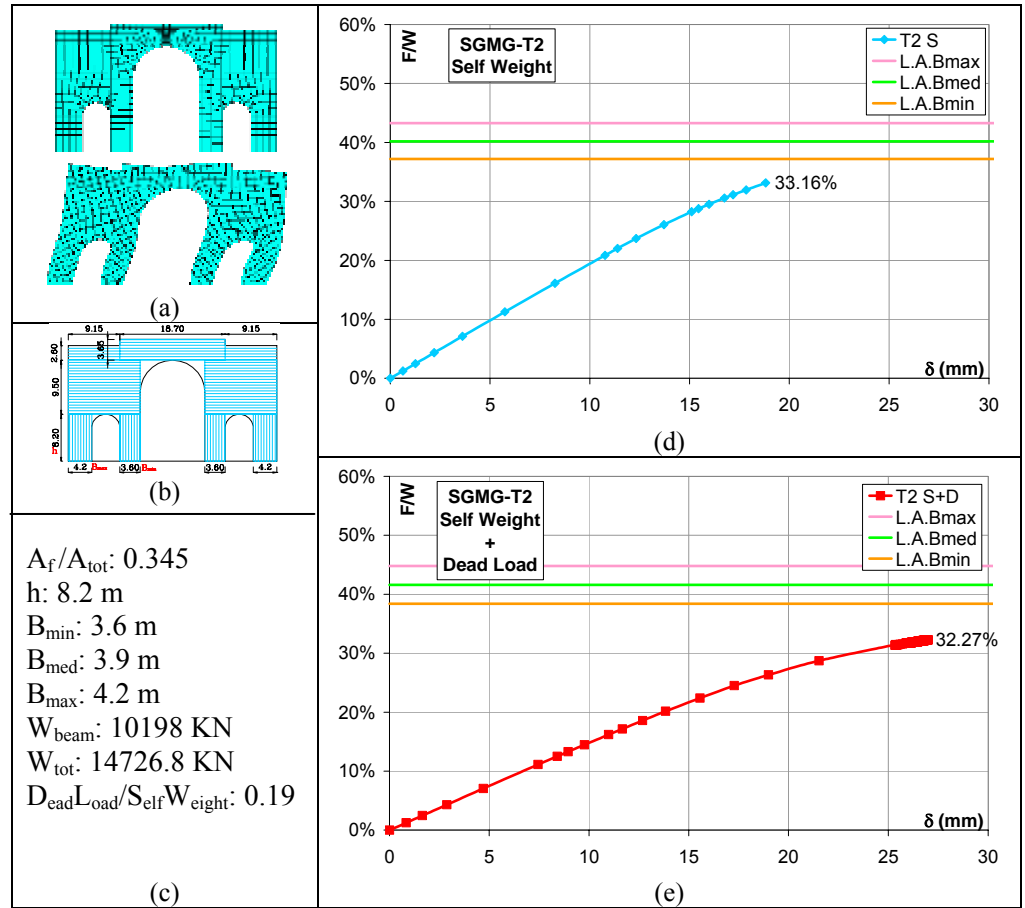 (a)
9.15 18.70 9.15
2.60
3.65
9.50
8.20
h
4.2 Bmax 3.60 Bmin 3.60 4.2
(b)
Af/Atot: 0.345
h: 8.2 m
Bmin: 3.6 m
Bmed: 3.9 m
Bmax: 4.2 m
Wbeam: 10198 KN
Wtot: 14726.8 KN
DeadLoad/SelfWeight: 0.19
(c)
60%
50%
40%
30%
20%
10%
0%
F/W
SGMG-T2
Self Weight
T2 S
L.A.Bmax
L.A.Bmed
L.A.Bmin
33.16%
δ (mm)
0 5 10 15 20 25 30
(d)
60%
50%
40%
30%
20%
10%
0%
F/W
SGMG-T2
Self Weight
+
Dead Load
T2 S+D
L.A.Bmax
L.A.Bmed
L.A.Bmin
32.27%
δ (mm)
0 5 10 15 20 25 30
(e)